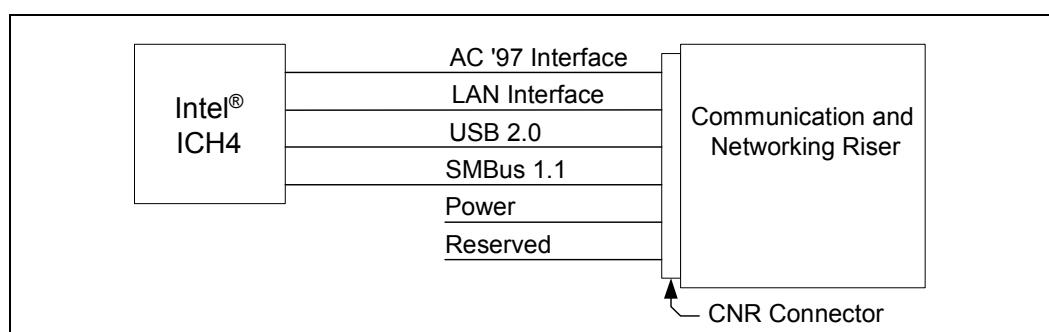 Intel®
ICH4
AC '97 Interface
LAN Interface
USB 2.0
SMBus 1.1
Power
Reserved
Communication and
Networking Riser
CNR Connector